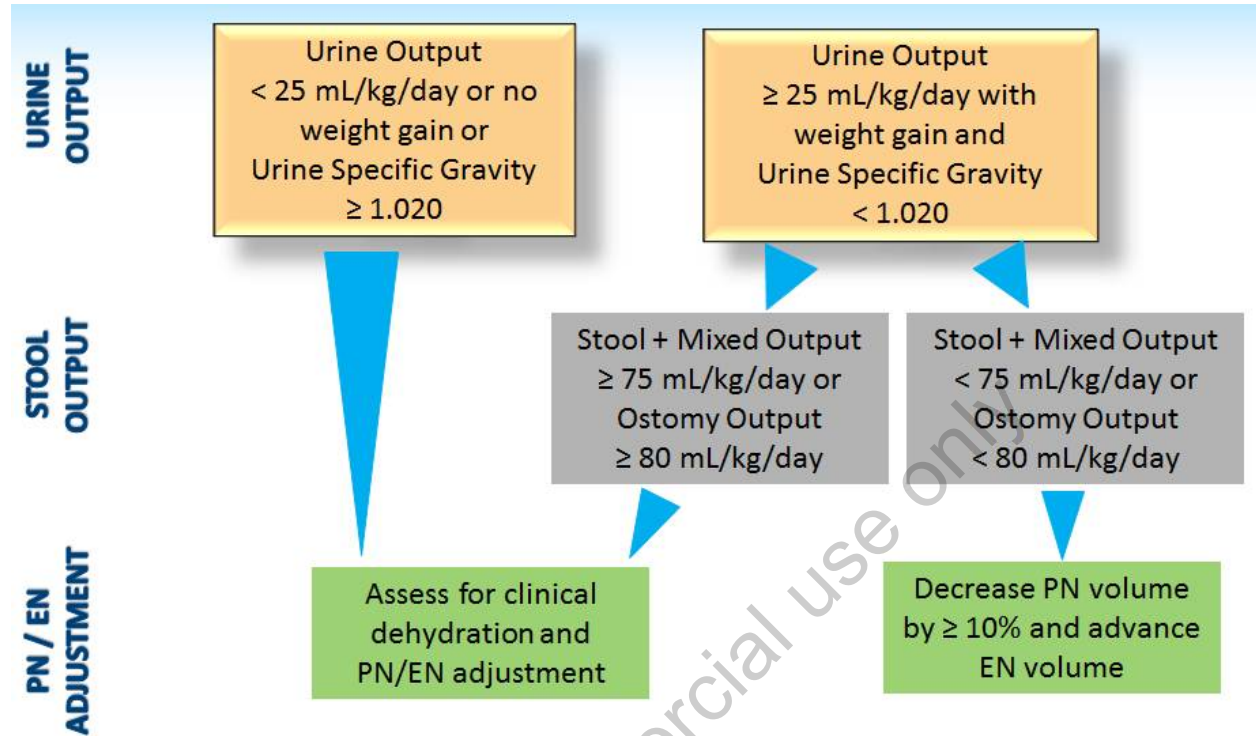 URINE
OUTPUT
Urine Output
< 25 mL/kg/day or no
weight gain or
Urine Specific Gravity
≥ 1.020
Urine Output
≥ 25 mL/kg/day with
weight gain and
Urine Specific Gravity
< 1.020
STOOL
OUTPUT
Stool + Mixed Output
≥ 75 mL/kg/day or
Ostomy Output
≥ 80 mL/kg/day
Stool + Mixed Output
< 75 mL/kg/day or
Ostomy Output
< 80 mL/kg/day
PN / EN
ADJUSTMENT
Assess for clinical
dehydration and
PN/EN adjustment
Decrease PN volume
by ≥ 10% and advance
EN volume
ercial use only